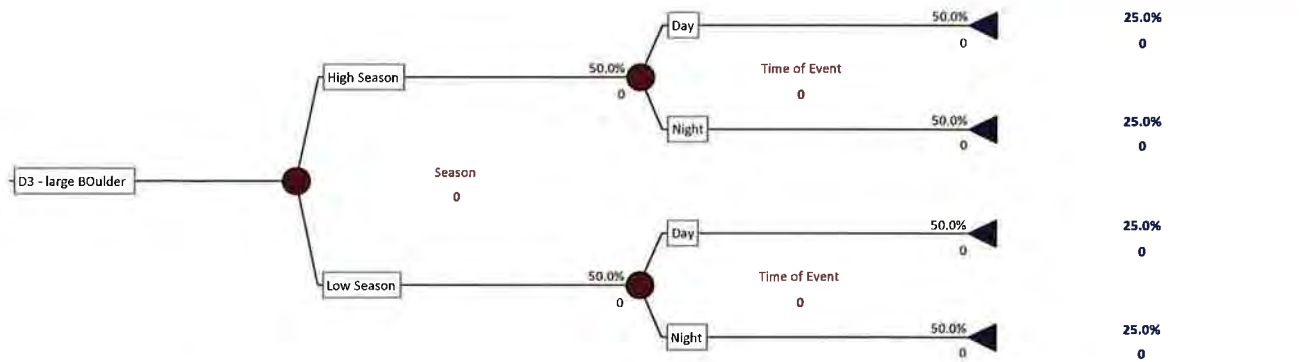 Day
50.0%
0
25.0%
0
High Season
50.0%
0
Time of Event
0
Night
50.0%
0
25.0%
0
D3 - large BOulder
Season
0
Day
50.0%
0
25.0%
0
Low Season
50.0%
0
Time of Event
0
Night
50.0%
0
25.0%
0